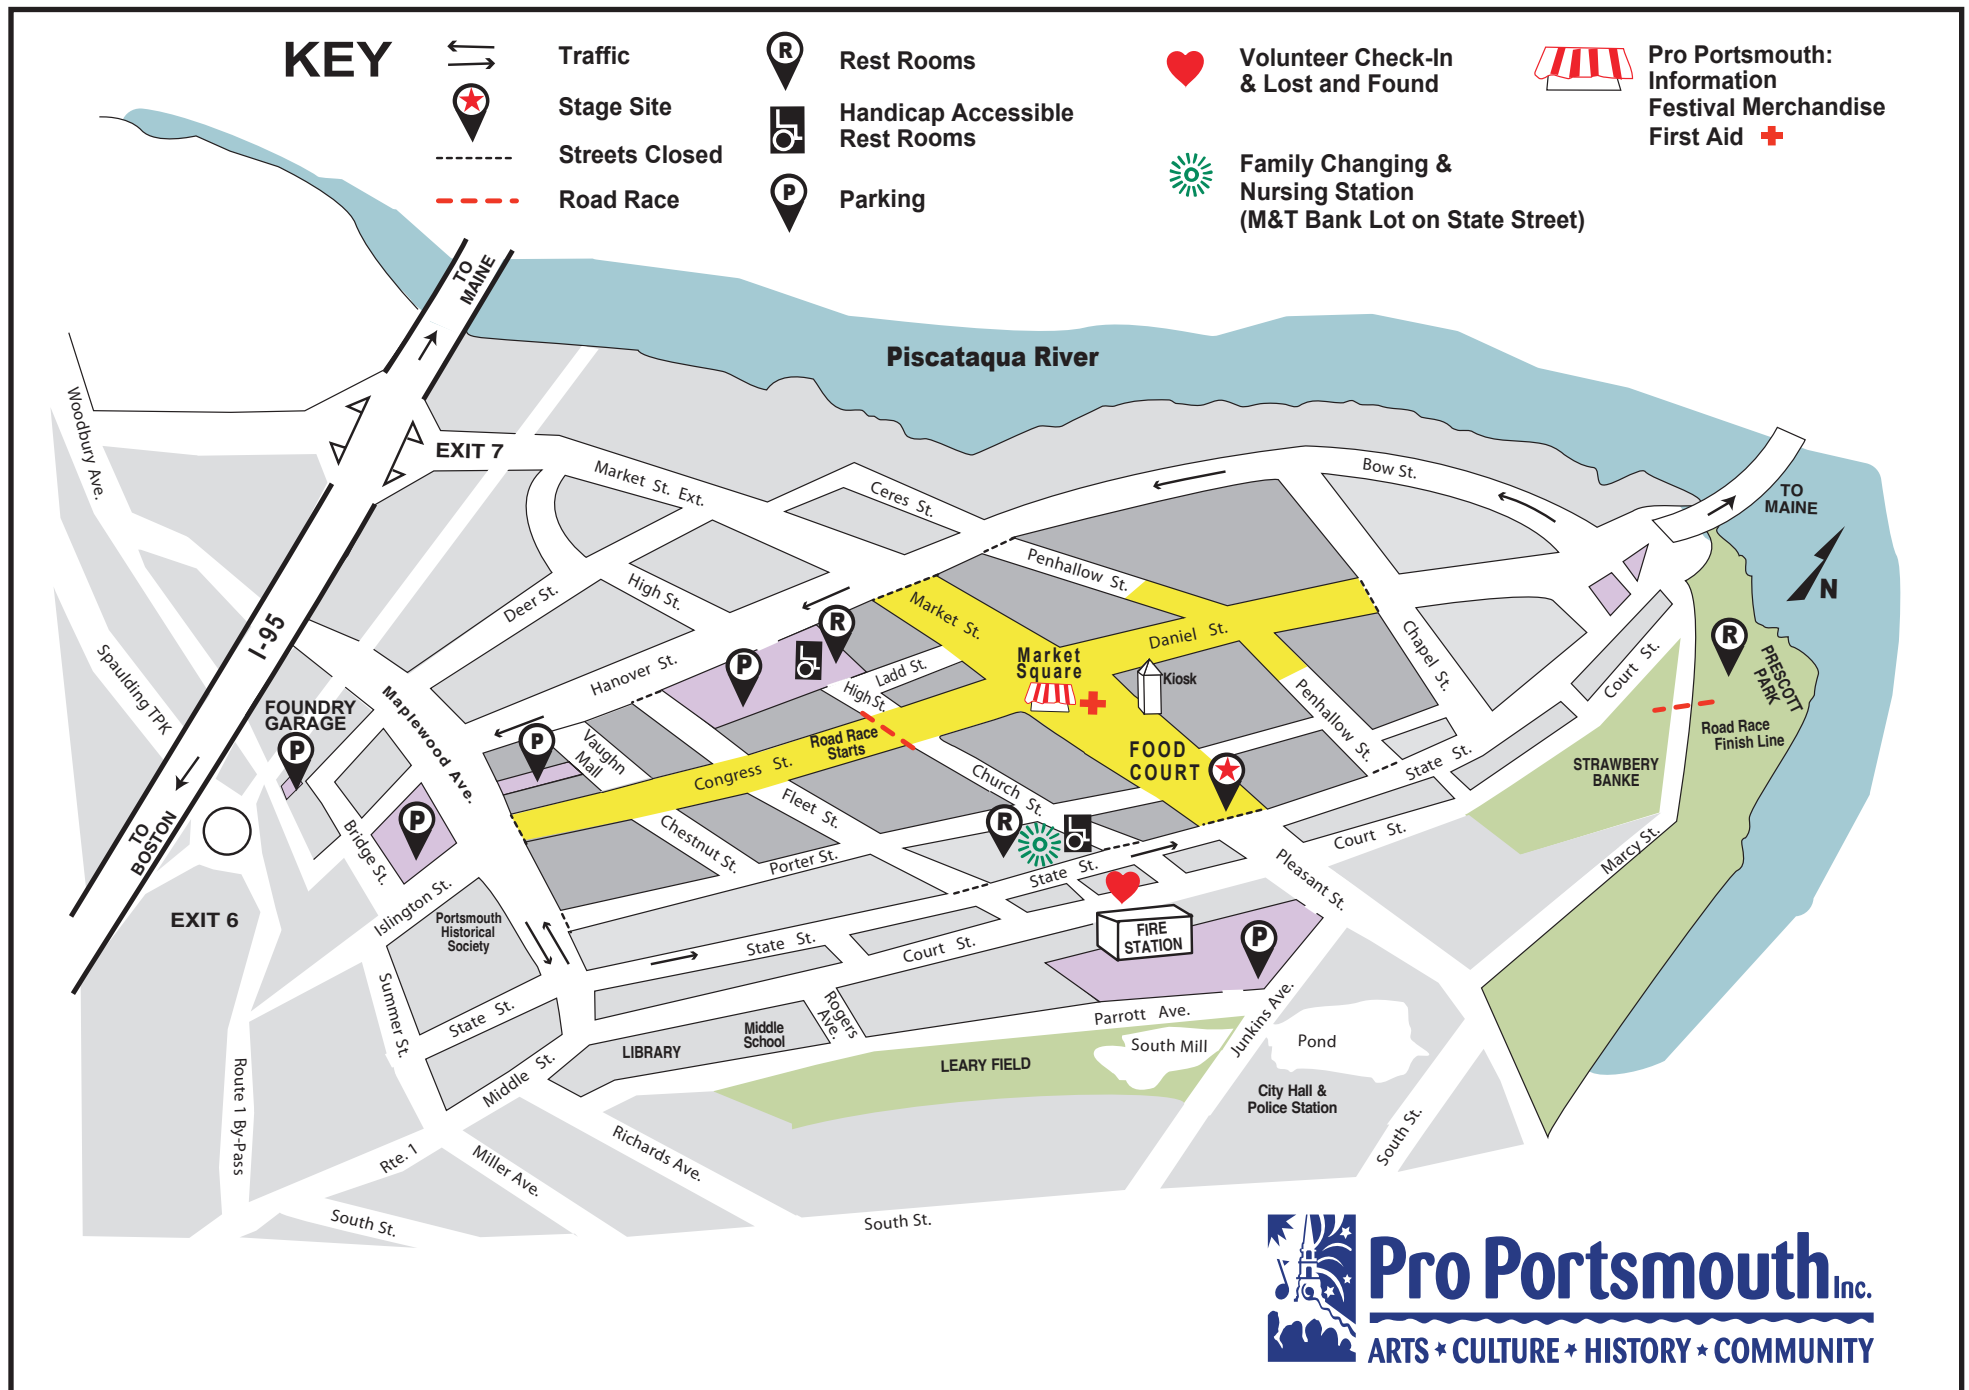 KEY
Traffic
Stage Site
Streets Closed
Road Race
R
Rest Rooms
Handicap Accessible
Rest Rooms
P
Parking
Volunteer Check-In
& Lost and Found
Family Changing &
Nursing Station
(M&T Bank Lot on State Street)
Pro Portsmouth:
Information
Festival Merchandise
First Aid
TO
MAINE
Piscataqua River
Woodbury Ave.
EXIT 7
Market St. Ext.
Ceres St.
Bow St.
TO
MAINE
N
Penhallow St.
High St.
Deer St.
Market St.
Daniel St.
Chapel St.
Court St.
R
PRESCOTT
PARK
I-95
Spaulding TPK
R
P
Hanover St.
Ladd St.
High St.
Market
Square
Kiosk
Penhallow St.
FOUNDRY
GARAGE
P
Maplewood Ave.
P
Vaughn
Mall
Road Race
Starts
Congress St.
FOOD
COURT
State St.
STRAWBERY
BANKE
Road Race
Finish Line
TO
BOSTON
Bridge St.
P
Fleet St.
Church St.
R
Chestnut St.
Porter St.
State St.
Court St.
Pleasant St.
Marcy St.
EXIT 6
Islington St.
Portsmouth
Historical
Society
State St.
Court St.
FIRE
STATION
P
Summer St.
State St.
Rogers
Ave.
Parrott Ave.
Junkins Ave.
Middle
School
LIBRARY
Middle St.
LEARY FIELD
South Mill
Pond
City Hall &
Police Station
Route 1 By-Pass
Rte. 1
Miller Ave.
Richards Ave.
South St.
South St.
South St.
Pro Portsmouth Inc.
ARTS ★ CULTURE ★ HISTORY ★ COMMUNITY